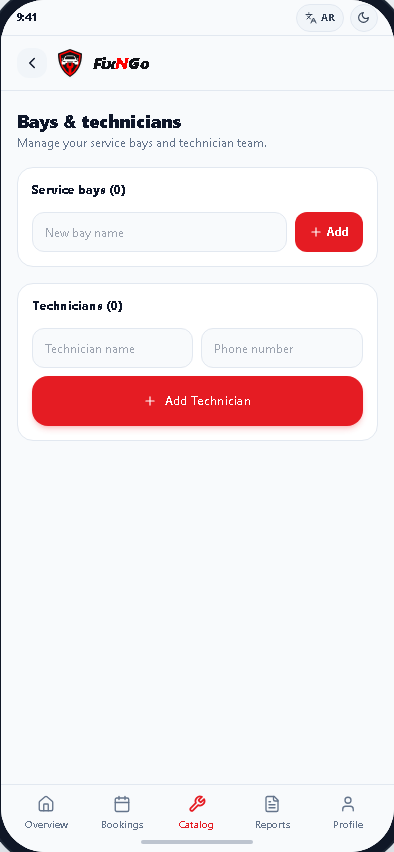 9:41
AR
FixNGo
Bays & technicians
Manage your service bays and technician team.
Service bays (0)
New bay name
+ Add
Technicians (0)
Technician name
Phone number
+ Add Technician
Overview
Bookings
Catalog
Reports
Profile